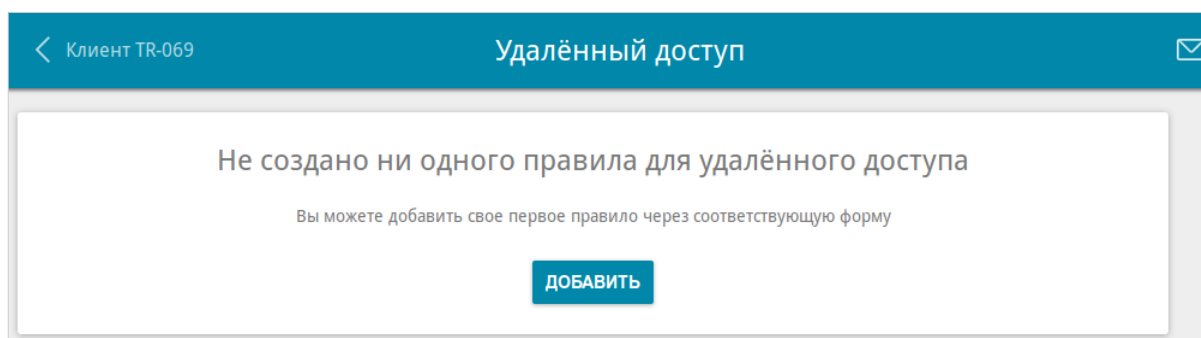 Клиент TR-069
Удалённый доступ
Не создано ни одного правила для удалённого доступа
Вы можете добавить свое первое правило через соответствующую форму
ДОБАВИТЬ